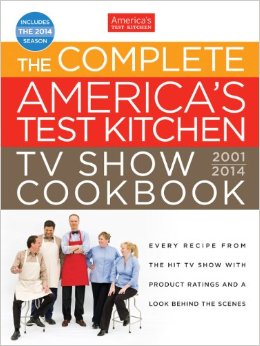 INCLUDES
THE 2014
SEASON
AMERICA'S
TEST KITCHEN
THE COMPLETE
AMERICA'S
TEST KITCHEN
TV SHOW 2001
COOKBOOK 2014
EVERY RECIPE FROM
THE HIT TV SHOW WITH
PRODUCT RATINGS AND A
LOOK BEHIND THE SCENES